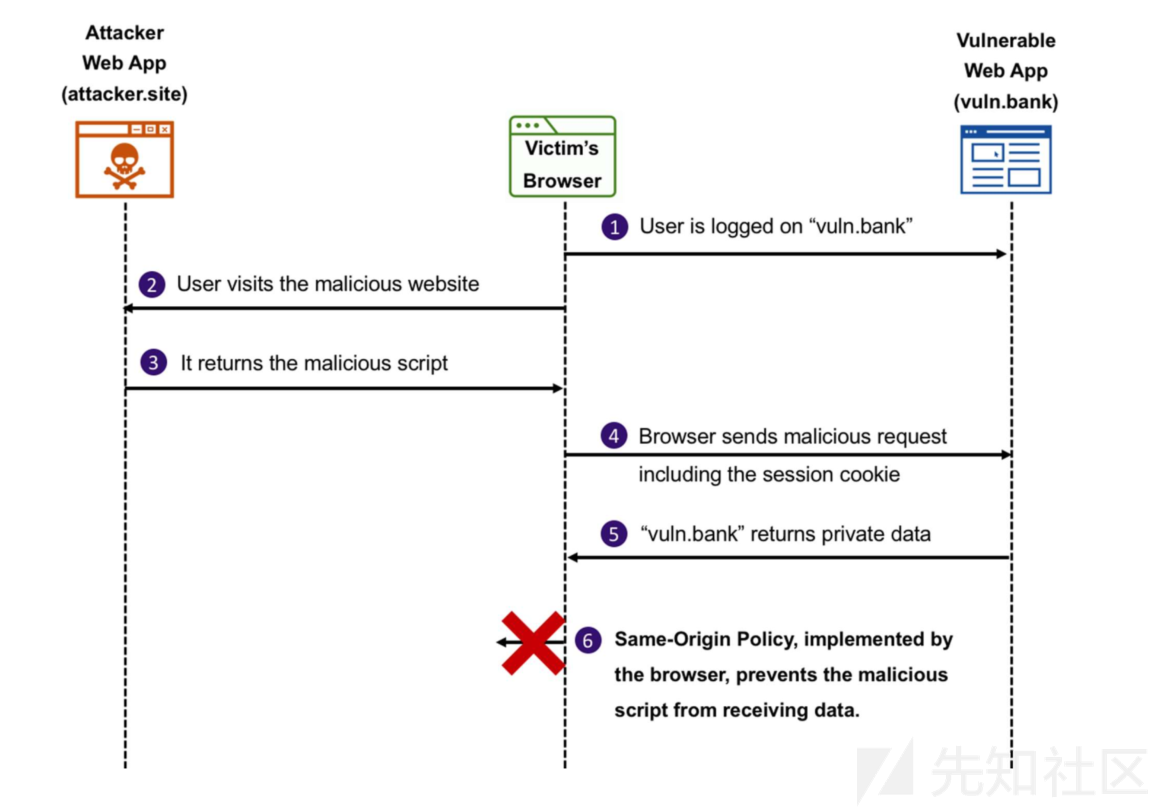 Attacker
Web App
(attacker.site)
Vulnerable
Web App
(vuln.bank)
Victim's
Browser
1 User is logged on “vuln.bank”
2 User visits the malicious website
3 It returns the malicious script
4 Browser sends malicious request
including the session cookie
5 “vuln.bank” returns private data
6 Same-Origin Policy, implemented by
the browser, prevents the malicious
script from receiving data.
先知社区